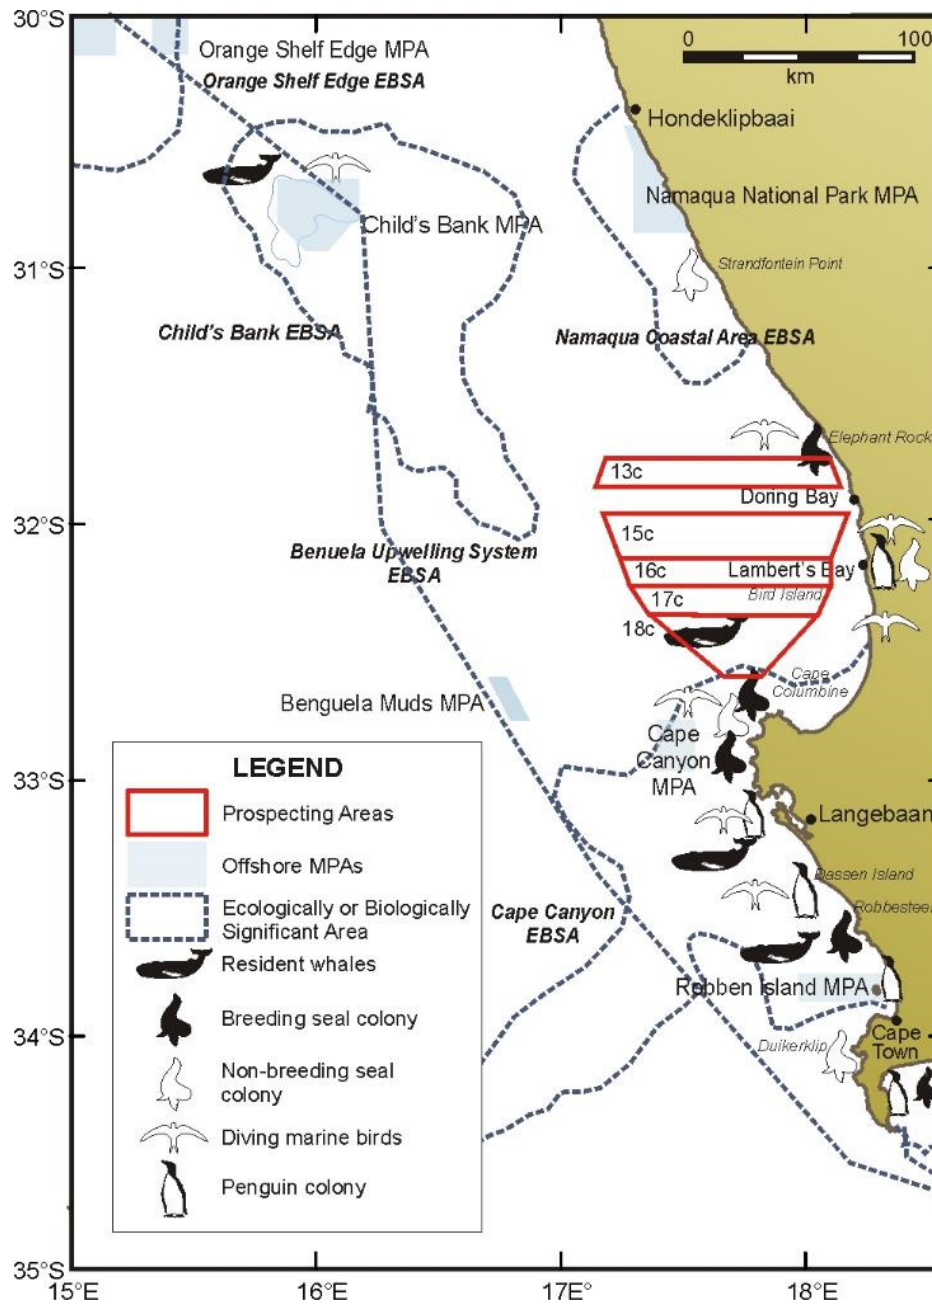 30°S
Orange Shelf Edge MPA
Orange Shelf Edge EBSA
0 100
km
Hondeklipbaai
Namaqua National Park MPA
Child's Bank MPA
31°S
Strandfontein Point
Child's Bank EBSA
Namaqua Coastal Area EBSA
Elephant Rock
13c
Doring Bay
32°S
15c
Benuela Upwelling System
EBSA
16c
Lambert's Bay
17c
Bird Island
18c
Cape
Columbine
Benguela Muds MPA
Cape
Canyon
MPA
33°S
LEGEND
Prospecting Areas
Offshore MPAs
Ecologically or Biologically
Significant Area
Resident whales
Breeding seal colony
Non-breeding seal
colony
Diving marine birds
Penguin colony
Langebaan
Dassen Island
Cape Canyon
EBSA
Robbesteen
Robben Island MPA
34°S
Duikerklip
Cape
Town
35°S
15°E 16°E 17°E 18°E